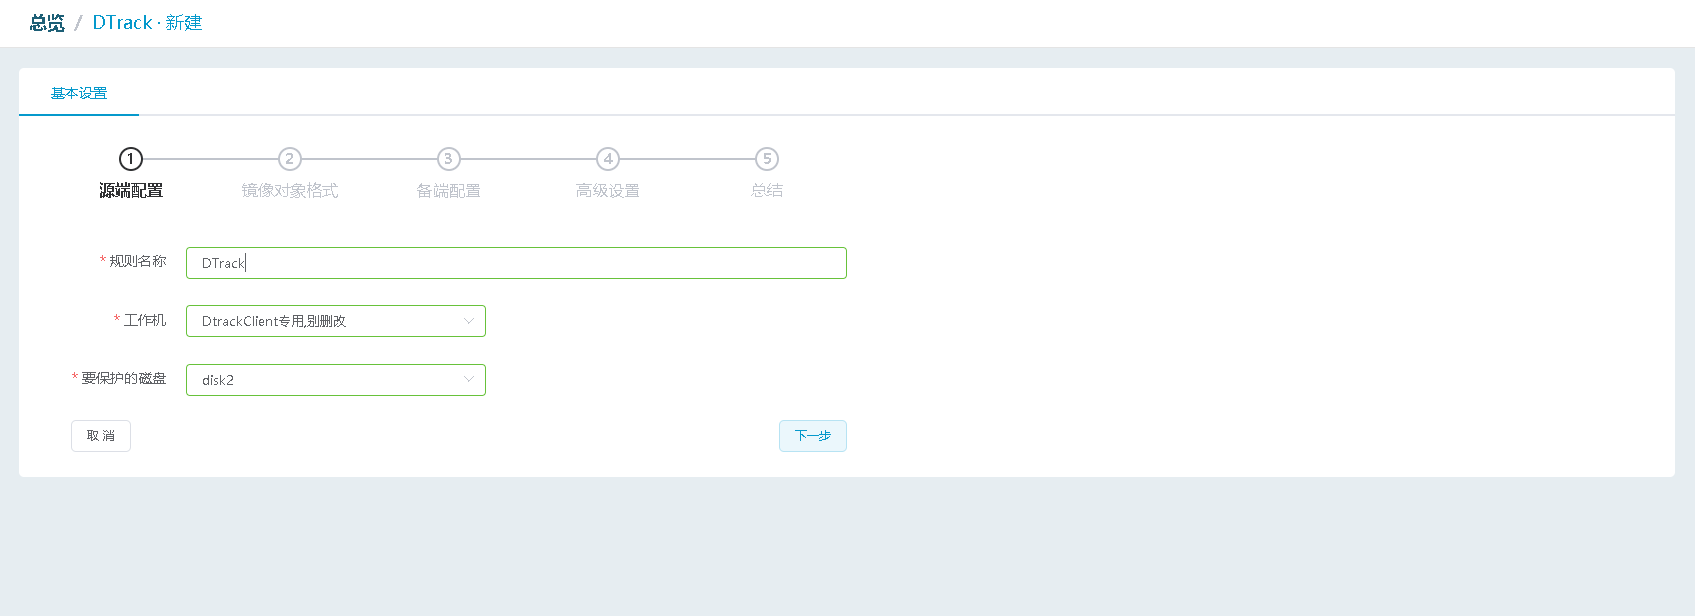 总览 / DTrack · 新建
基本设置
1 2 3 4 5
源端配置 镜像对象格式 备端配置 高级设置 总结
* 规则名称 DTrack
* 工作机 DtrackClient专用,别删改
* 要保护的磁盘 disk2
取消 下一步